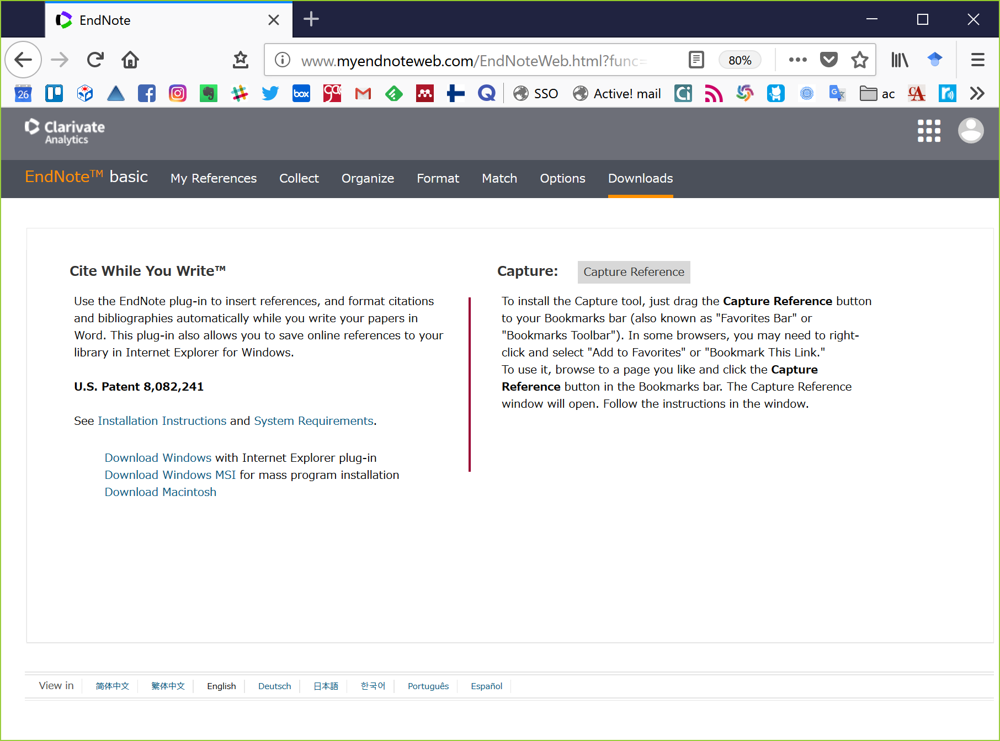 EndNote
www.myendnoteweb.com/EndNoteWeb.html?func=
80%
26
box
SSO
Active! mail
Ci
ac
CA
Clarivate
Analytics
EndNote™ basic
My References
Collect
Organize
Format
Match
Options
Downloads
Cite While You Write™
Use the EndNote plug-in to insert references, and format citations
and bibliographies automatically while you write your papers in
Word. This plug-in also allows you to save online references to your
library in Internet Explorer for Windows.
U.S. Patent 8,082,241
See Installation Instructions and System Requirements.
Download Windows with Internet Explorer plug-in
Download Windows MSI for mass program installation
Download Macintosh
Capture:
Capture Reference
To install the Capture tool, just drag the Capture Reference button
to your Bookmarks bar (also known as "Favorites Bar" or
"Bookmarks Toolbar"). In some browsers, you may need to right-
click and select "Add to Favorites" or "Bookmark This Link."
To use it, browse to a page you like and click the Capture
Reference button in the Bookmarks bar. The Capture Reference
window will open. Follow the instructions in the window.
View in
简体中文
繁体中文
English
Deutsch
日本語
한국어
Português
Español